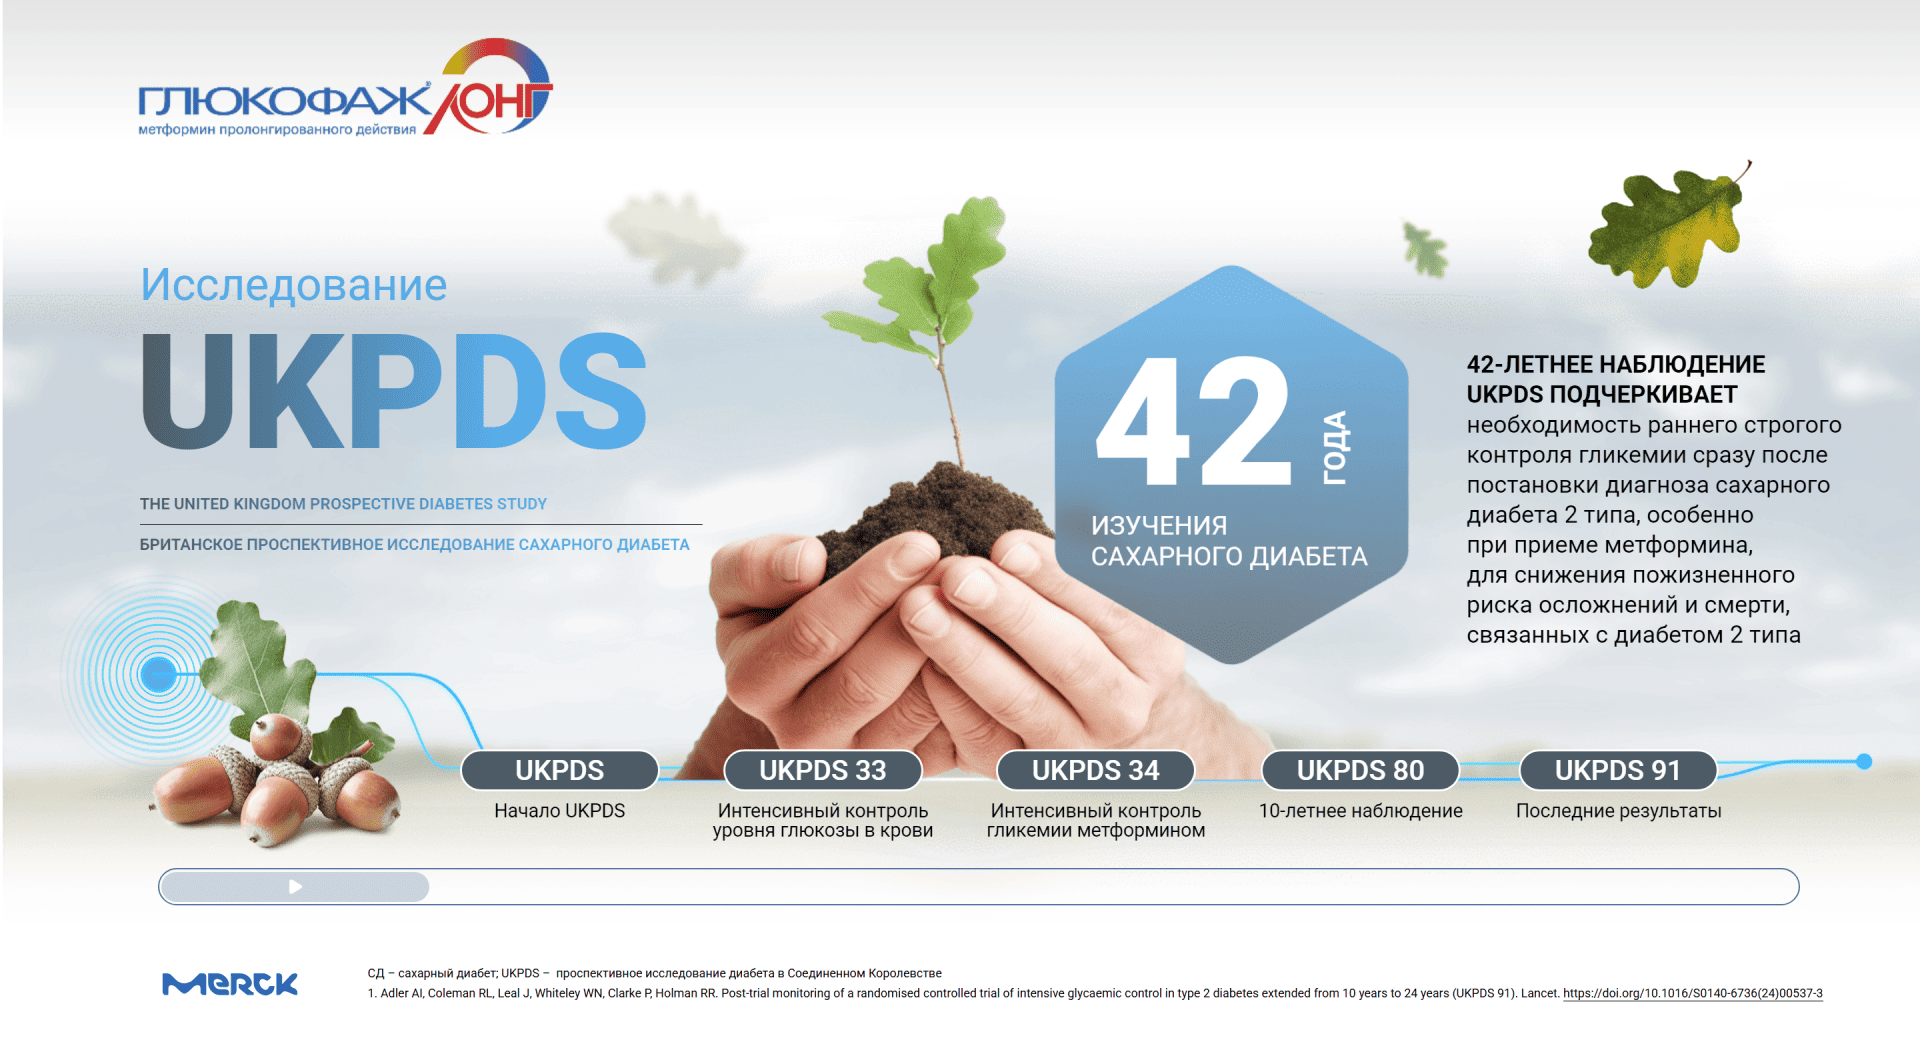 ГЛЮКОФАЖ® ЛОНГ
метформин пролонгированного действия
Исследование
UKPDS
THE UNITED KINGDOM PROSPECTIVE DIABETES STUDY
БРИТАНСКОЕ ПРОСПЕКТИВНОЕ ИССЛЕДОВАНИЕ САХАРНОГО ДИАБЕТА
42 ГОДА
ИЗУЧЕНИЯ
САХАРНОГО ДИАБЕТА
42-ЛЕТНЕЕ НАБЛЮДЕНИЕ
UKPDS ПОДЧЕРКИВАЕТ
необходимость раннего строгого
контроля гликемии сразу после
постановки диагноза сахарного
диабета 2 типа, особенно
при приеме метформина,
для снижения пожизненного
риска осложнений и смерти,
связанных с диабетом 2 типа
UKPDS
Начало UKPDS
UKPDS 33
Интенсивный контроль
уровня глюкозы в крови
UKPDS 34
Интенсивный контроль
гликемии метформином
UKPDS 80
10-летнее наблюдение
UKPDS 91
Последние результаты
MERCK
СД – сахарный диабет; UKPDS – проспективное исследование диабета в Соединенном Королевстве
1. Adler AI, Coleman RL, Leal J, Whiteley WN, Clarke P, Holman RR. Post-trial monitoring of a randomised controlled trial of intensive glycaemic control in type 2 diabetes extended from 10 years to 24 years (UKPDS 91). Lancet. https://doi.org/10.1016/S0140-6736(24)00537-3